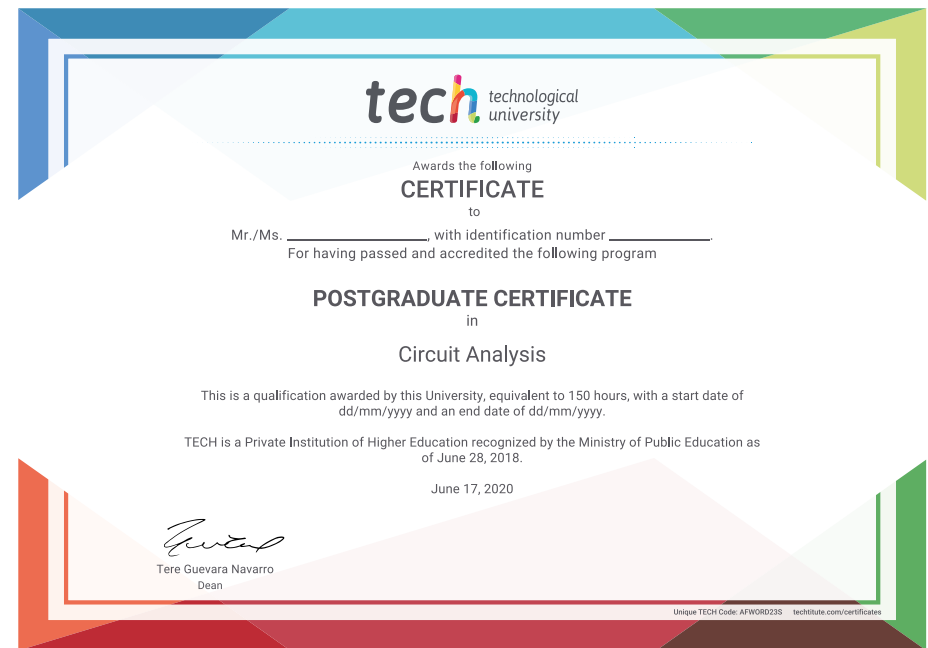 tech technological
university
Awards the following
CERTIFICATE
to
Mr./Ms. ____________, with identification number _________.
For having passed and accredited the following program
POSTGRADUATE CERTIFICATE
in
Circuit Analysis
This is a qualification awarded by this University, equivalent to 150 hours, with a start date of
dd/mm/yyyy and an end date of dd/mm/yyyy.
TECH is a Private Institution of Higher Education recognized by the Ministry of Public Education as
of June 28, 2018.
June 17, 2020
Tere Guevara Navarro
Dean
Unique TECH Code: AFWORD23S techtitute.com/certificates